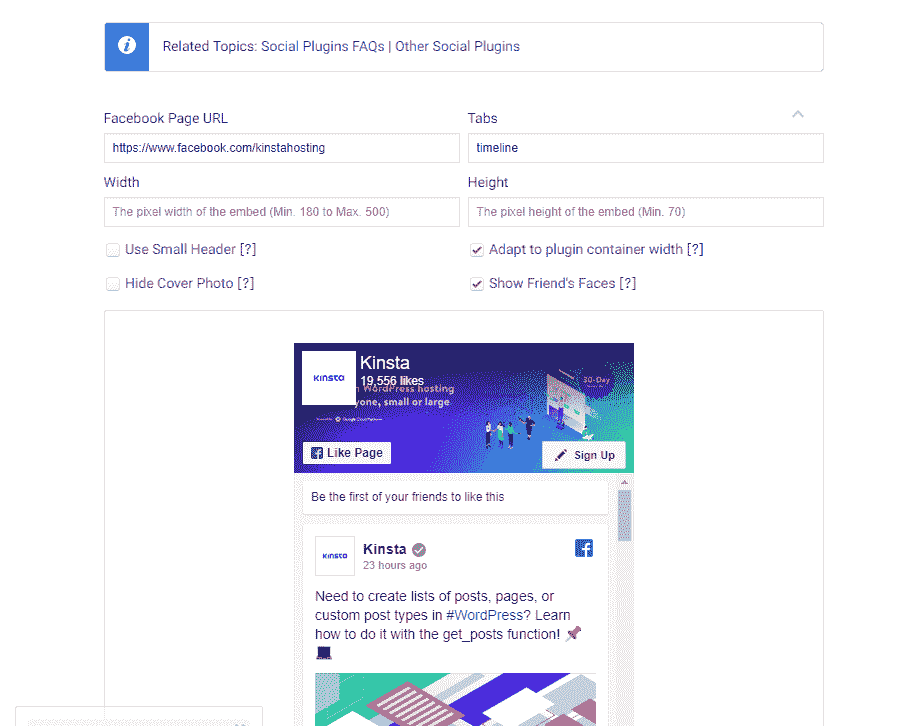 Related Topics: Social Plugins FAQs | Other Social Plugins
Facebook Page URL
Tabs
https://www.facebook.com/kinstahosting
timeline
Width
Height
The pixel width of the embed (Min. 180 to Max. 500)
The pixel height of the embed (Min. 70)
Use Small Header [?]
Adapt to plugin container width [?]
Hide Cover Photo [?]
Show Friend's Faces [?]
KINSTA
Kinsta
19,556 likes
WordPress hosting
yone, small or large
30-Day
Google Cloud Platform
Like Page
Sign Up
Be the first of your friends to like this
KINSTA
Kinsta
23 hours ago
Need to create lists of posts, pages, or
custom post types in #WordPress? Learn
how to do it with the get_posts function!